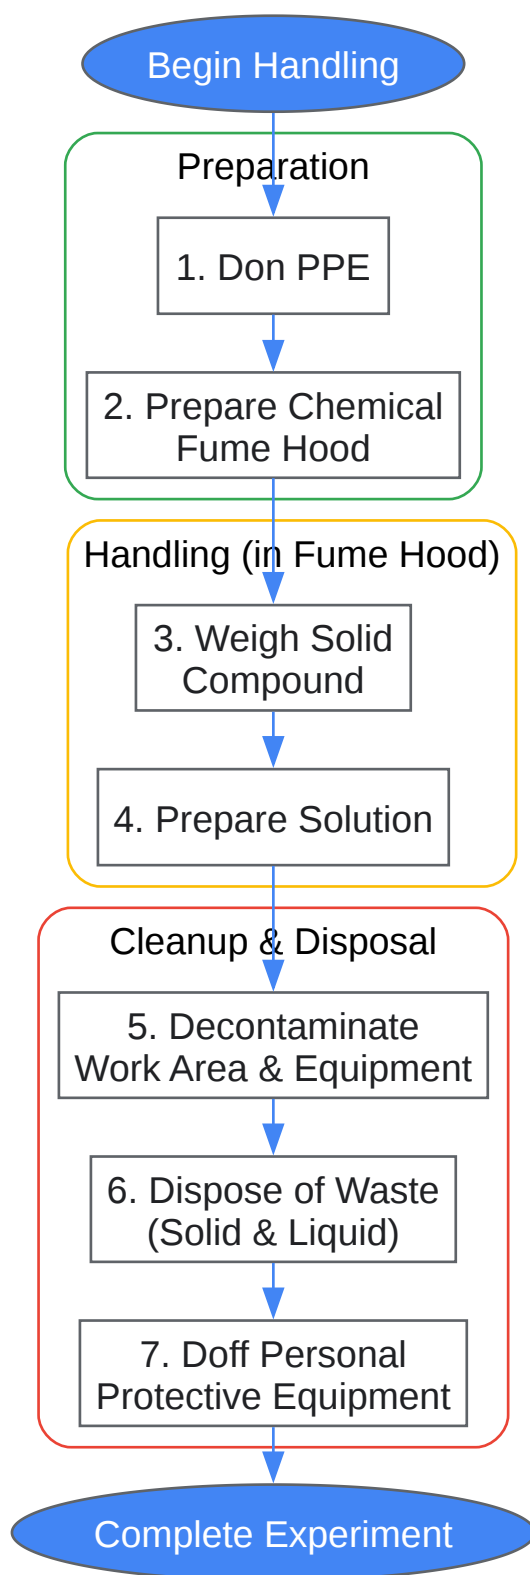 Begin Handling
Preparation
1. Don PPE
2. Prepare Chemical
Fume Hood
Handling (in Fume Hood)
3. Weigh Solid
Compound
4. Prepare Solution
Cleanup & Disposal
5. Decontaminate
Work Area & Equipment
6. Dispose of Waste
(Solid & Liquid)
7. Doff Personal
Protective Equipment
Complete Experiment